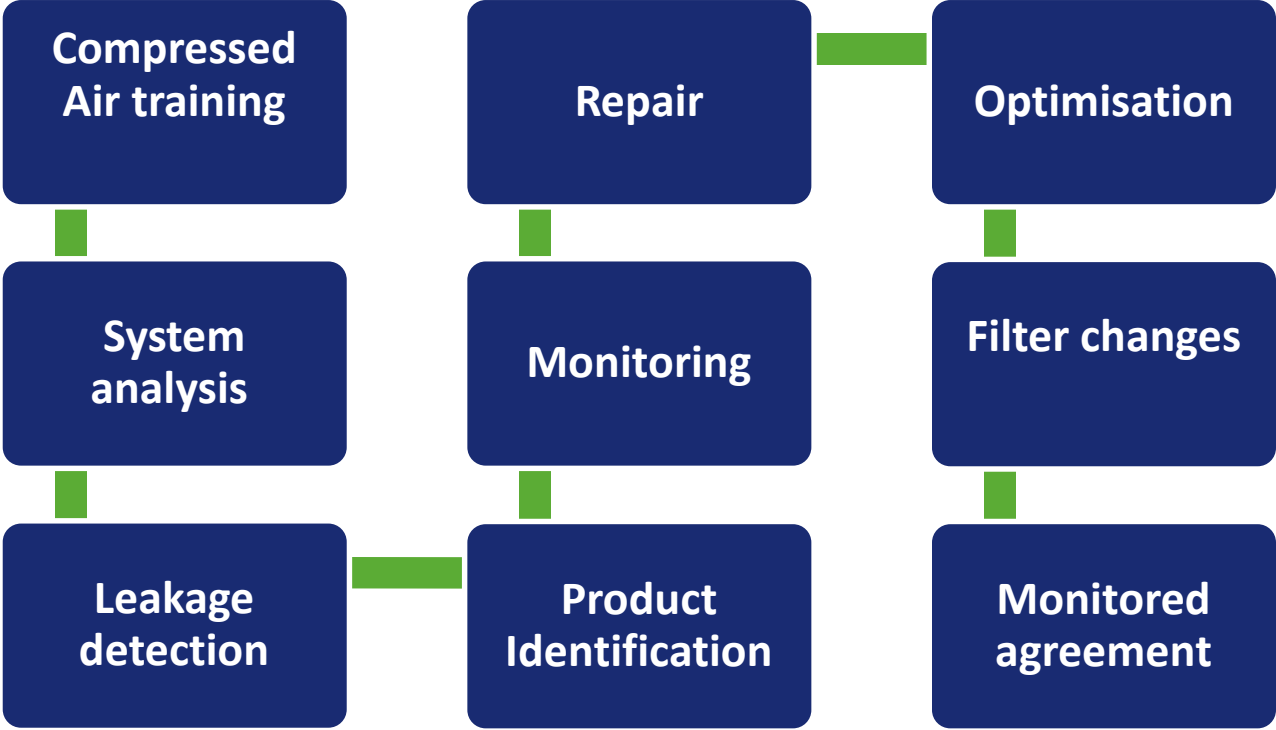 Compressed
Air training
System
analysis
Leakage
detection
Product
Identification
Monitoring
Repair
Optimisation
Filter changes
Monitored
agreement